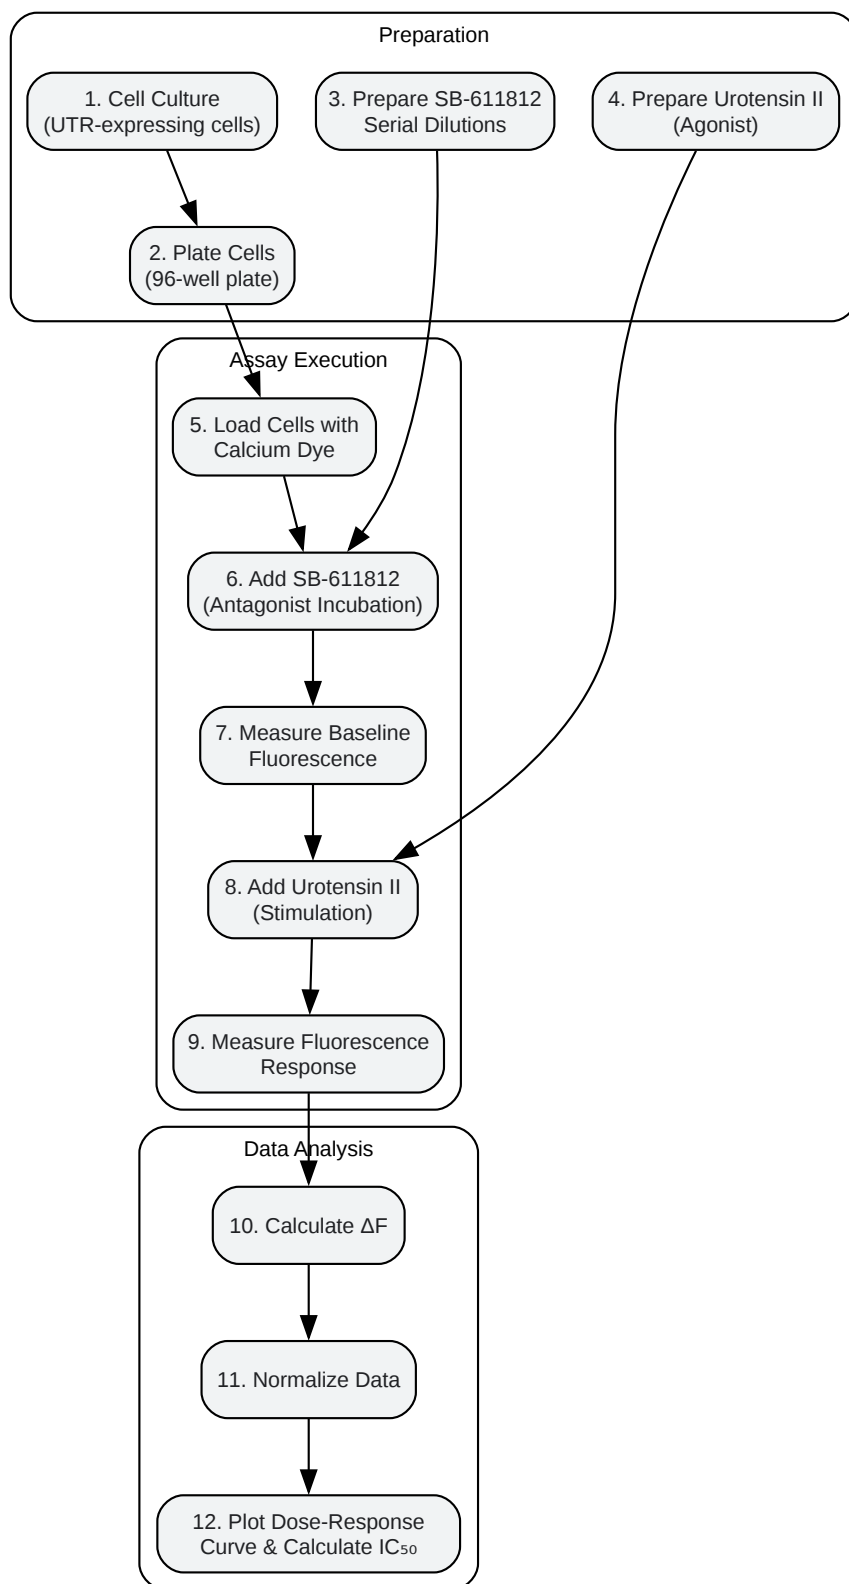 Preparation
1. Cell Culture
(UTR-expressing cells)
3. Prepare SB-611812
Serial Dilutions
4. Prepare Urotensin II
(Agonist)
2. Plate Cells
(96-well plate)
Assay Execution
5. Load Cells with
Calcium Dye
6. Add SB-611812
(Antagonist Incubation)
7. Measure Baseline
Fluorescence
8. Add Urotensin II
(Stimulation)
9. Measure Fluorescence
Response
Data Analysis
10. Calculate ΔF
11. Normalize Data
12. Plot Dose-Response
Curve & Calculate IC₅₀